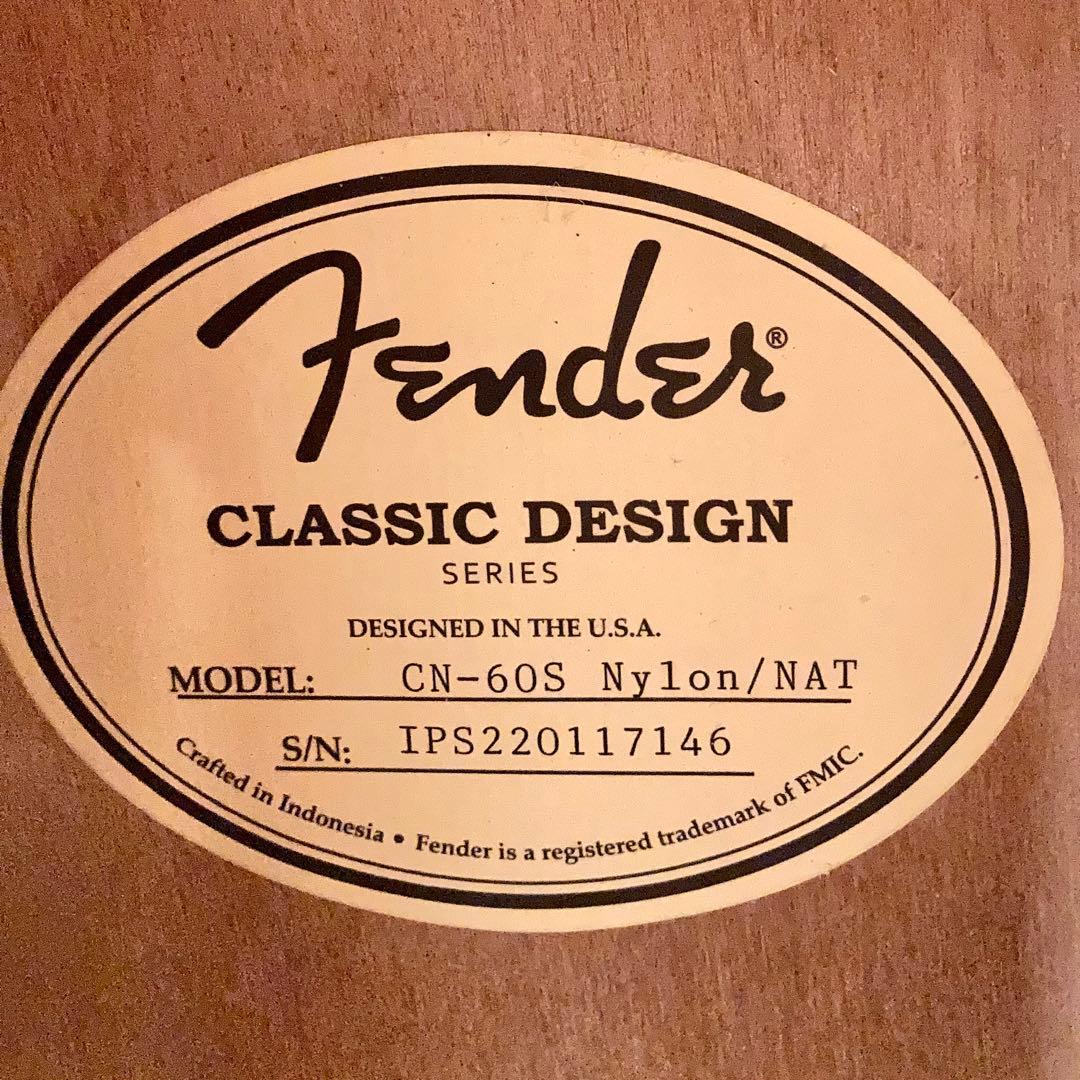 Fender®
CLASSIC DESIGN
SERIES
DESIGNED IN THE U.S.A.
MODEL: CN-60S Nylon/NAT
S/N: IPS220117146
Crafted in Indonesia • Fender is a registered trademark of FMIC.